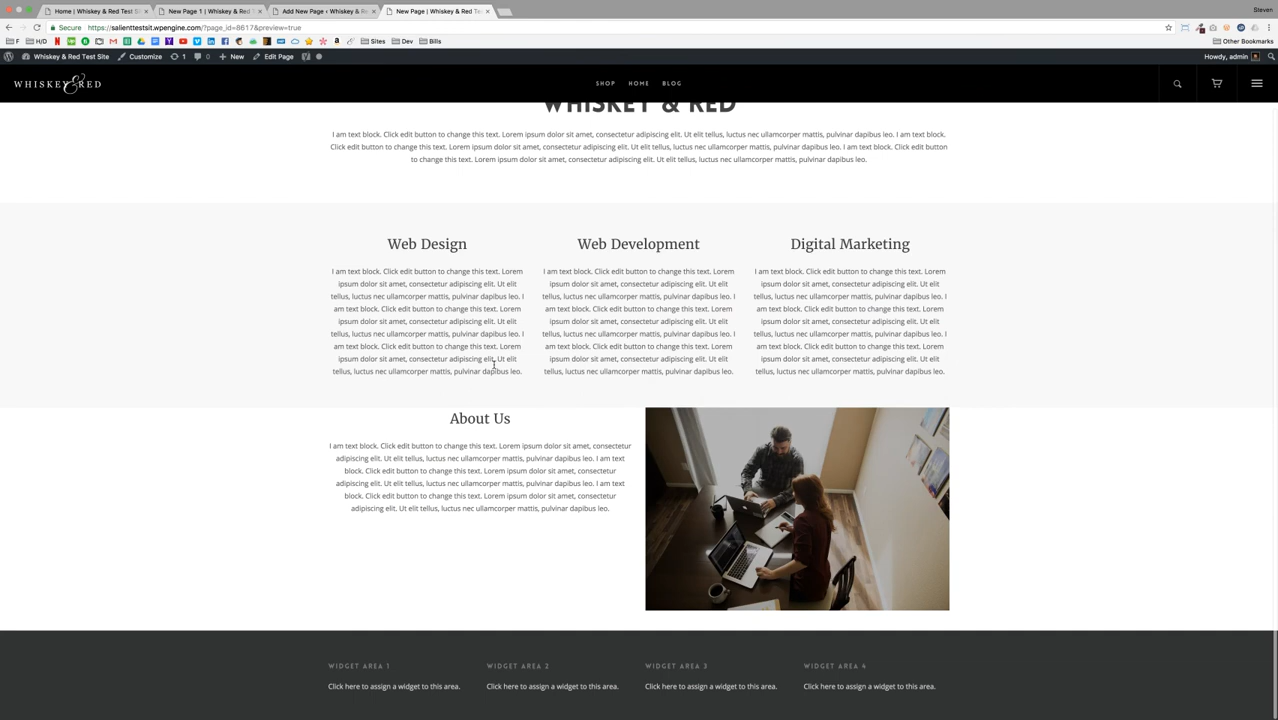 Steven
Home | Whiskey & Red Test Si
New Page 1 | Whiskey & Red
Add New Page ‹ Whiskey & R
New Page | Whiskey & Red Te
Secure https://salienttestsit.wpengine.com/?page_id=8617&preview=true
F H/D Sites Dev Bills Other Bookmarks
Whiskey & Red Test Site Customize 1 0 New Edit Page Howdy, admin
WHISKEY & RED SHOP HOME BLOG
WHISKEY & RED
I am text block. Click edit button to change this text. Lorem ipsum dolor sit amet, consectetur adipiscing elit. Ut elit tellus, luctus nec ullamcorper mattis, pulvinar dapibus leo. I am text block.
Click edit button to change this text. Lorem ipsum dolor sit amet, consectetur adipiscing elit. Ut elit tellus, luctus nec ullamcorper mattis, pulvinar dapibus leo. I am text block. Click edit button
to change this text. Lorem ipsum dolor sit amet, consectetur adipiscing elit. Ut elit tellus, luctus nec ullamcorper mattis, pulvinar dapibus leo.
Web Design
I am text block. Click edit button to change this text. Lorem
ipsum dolor sit amet, consectetur adipiscing elit. Ut elit
tellus, luctus nec ullamcorper mattis, pulvinar dapibus leo. I
am text block. Click edit button to change this text. Lorem
ipsum dolor sit amet, consectetur adipiscing elit. Ut elit
tellus, luctus nec ullamcorper mattis, pulvinar dapibus leo. I
am text block. Click edit button to change this text. Lorem
ipsum dolor sit amet, consectetur adipiscing elit. Ut elit
tellus, luctus nec ullamcorper mattis, pulvinar dapibus leo.
Web Development
I am text block. Click edit button to change this text. Lorem
ipsum dolor sit amet, consectetur adipiscing elit. Ut elit
tellus, luctus nec ullamcorper mattis, pulvinar dapibus leo. I
am text block. Click edit button to change this text. Lorem
ipsum dolor sit amet, consectetur adipiscing elit. Ut elit
tellus, luctus nec ullamcorper mattis, pulvinar dapibus leo. I
am text block. Click edit button to change this text. Lorem
ipsum dolor sit amet, consectetur adipiscing elit. Ut elit
tellus, luctus nec ullamcorper mattis, pulvinar dapibus leo.
Digital Marketing
I am text block. Click edit button to change this text. Lorem
ipsum dolor sit amet, consectetur adipiscing elit. Ut elit
tellus, luctus nec ullamcorper mattis, pulvinar dapibus leo. I
am text block. Click edit button to change this text. Lorem
ipsum dolor sit amet, consectetur adipiscing elit. Ut elit
tellus, luctus nec ullamcorper mattis, pulvinar dapibus leo. I
am text block. Click edit button to change this text. Lorem
ipsum dolor sit amet, consectetur adipiscing elit. Ut elit
tellus, luctus nec ullamcorper mattis, pulvinar dapibus leo.
About Us
I am text block. Click edit button to change this text. Lorem ipsum dolor sit amet, consectetur
adipiscing elit. Ut elit tellus, luctus nec ullamcorper mattis, pulvinar dapibus leo. I am text
block. Click edit button to change this text. Lorem ipsum dolor sit amet, consectetur
adipiscing elit. Ut elit tellus, luctus nec ullamcorper mattis, pulvinar dapibus leo. I am text
block. Click edit button to change this text. Lorem ipsum dolor sit amet, consectetur
adipiscing elit. Ut elit tellus, luctus nec ullamcorper mattis, pulvinar dapibus leo.
WIDGET AREA 1
Click here to assign a widget to this area.
WIDGET AREA 2
Click here to assign a widget to this area.
WIDGET AREA 3
Click here to assign a widget to this area.
WIDGET AREA 4
Click here to assign a widget to this area.